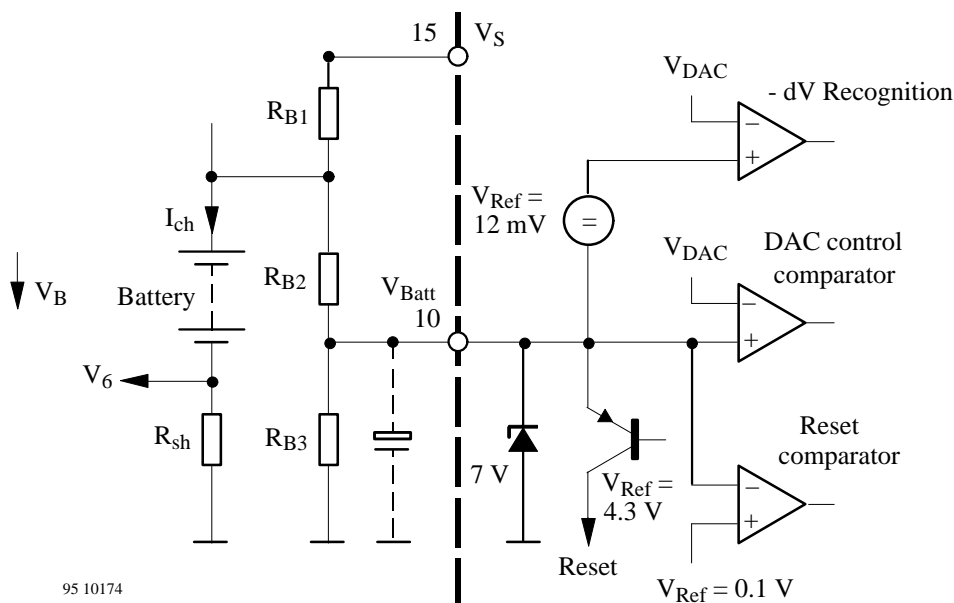 15
V_S
V_DAC
- dV Recognition
R_B1
−
+
V_Ref =
12 mV
=
I_ch
V_DAC
DAC control
comparator
V_B
Battery
R_B2
V_Batt
10
−
+
V_6
R_sh
R_B3
7 V
V_Ref =
4.3 V
Reset
comparator
−
+
Reset
V_Ref = 0.1 V
95 10174